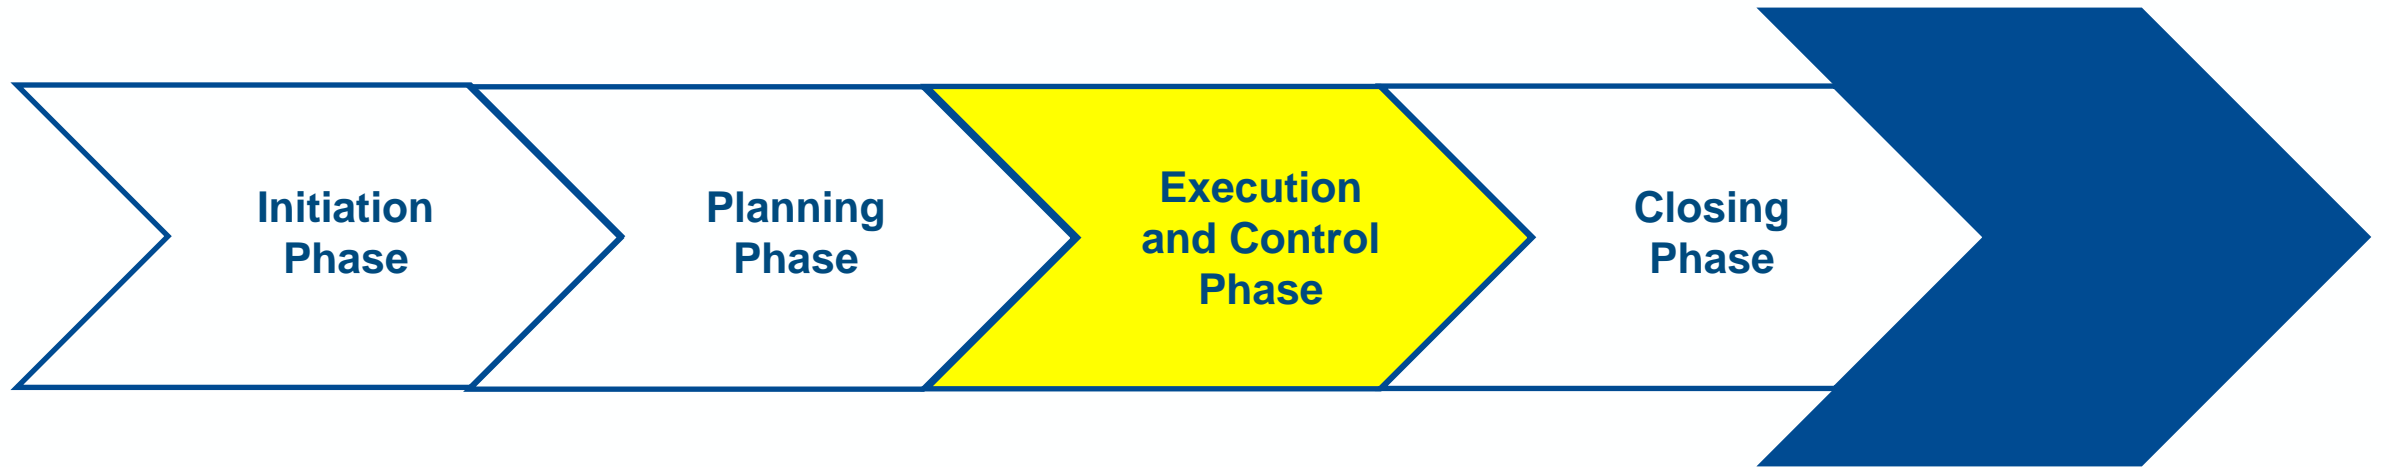 Initiation
Phase
Planning
Phase
Execution
and Control
Phase
Closing
Phase